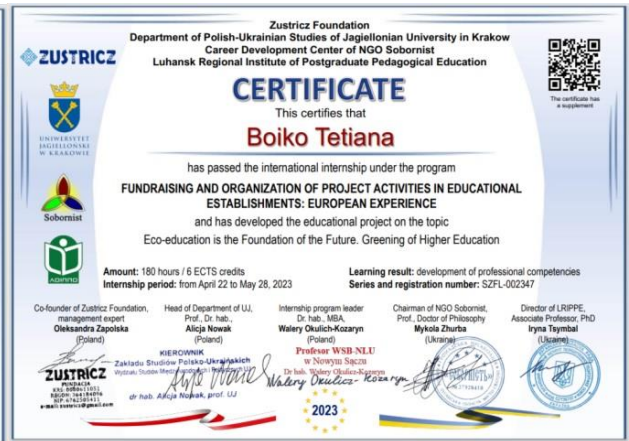 Zustricz Foundation
Department of Polish-Ukrainian Studies of Jagiellonian University in Krakow
Career Development Center of NGO Sobornist
Luhansk Regional Institute of Postgraduate Pedagogical Education
ZUSTRICZ
CERTIFICATE
This certifies that
Boiko Tetiana
The certificate has
a supplement
UNIWERSYTET
JAGIELLOŃSKI
W KRAKOWIE
has passed the international internship under the program
FUNDRAISING AND ORGANIZATION OF PROJECT ACTIVITIES IN EDUCATIONAL
ESTABLISHMENTS: EUROPEAN EXPERIENCE
Sobornist
and has developed the educational project on the topic
Eco-education is the Foundation of the Future. Greening of Higher Education
Amount: 180 hours / 6 ECTS credits
Internship period: from April 22 to May 28, 2023
Learning result: development of professional competencies
Series and registration number: SZFL-002347
Co-founder of Zustricz Foundation,
management expert
Oleksandra Zapolska
(Poland)
Head of Department of UJ,
Prof., Dr. hab.,
Alicja Nowak
(Poland)
Internship program leader
Dr. hab., MBA,
Walery Okulich-Kozaryn
(Poland)
Chairman of NGO Sobornist,
Prof., Doctor of Philosophy
Mykola Zhurba
(Ukraine)
Director of LRIPPE,
Associate Professor, PhD
Iryna Tsymbal
(Ukraine)
ZUSTRICZ
FUNDACJA
KIEROWNIK
Zakładu Studiów Polsko-Ukraińskich
dr hab. Alicja Nowak, prof. UJ
Profesor WSB-NLU
w Nowym Sączu
Dr hab. Walery Okulicz-Kozaryn
Walery Okulicz-Kozaryn
2023